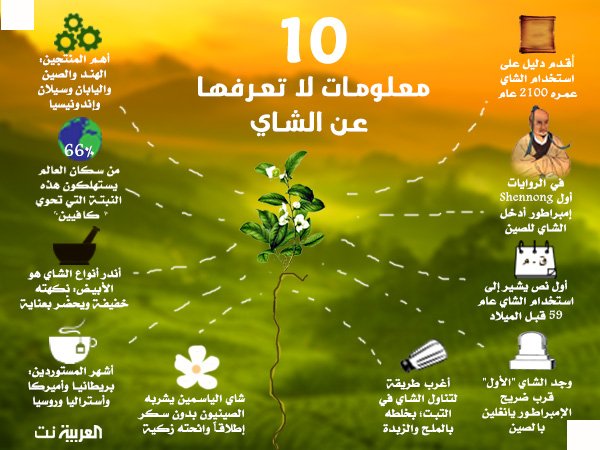 10
معلومات لا تعرفها
عن الشاي
أقدم دليل على
استخدام الشاي
عمره 2100 عام
في الروايات
أول Shennong
إمبراطور أدخل
الشاي للصين
أول نص يشير إلى
استخدام الشاي عام
59 قبل الميلاد
وجد الشاي "الأول"
قرب ضريح
الإمبراطور يانغلين
بالصين
أغرب طريقة
لتناول الشاي في
التبت؛ بخلطه
بالملح والزبدة
شاي الياسمين يشربه
الصينيون بدون سكر
إطلاقاً وانحته زكية
أشهر المستوردين:
بريطانيا وأميركا
وأستراليا وروسيا
أندر أنواع الشاي هو
الأبيض: نكهته
خفيفة ويحضّر بعناية
66%
من سكان العالم
يستهلكون هذه
النبتة التي تحوي
"كافيين"
أهم المنتجين:
الهند والصين
واليابان وسيلان
وإندونيسيا
العربية نت